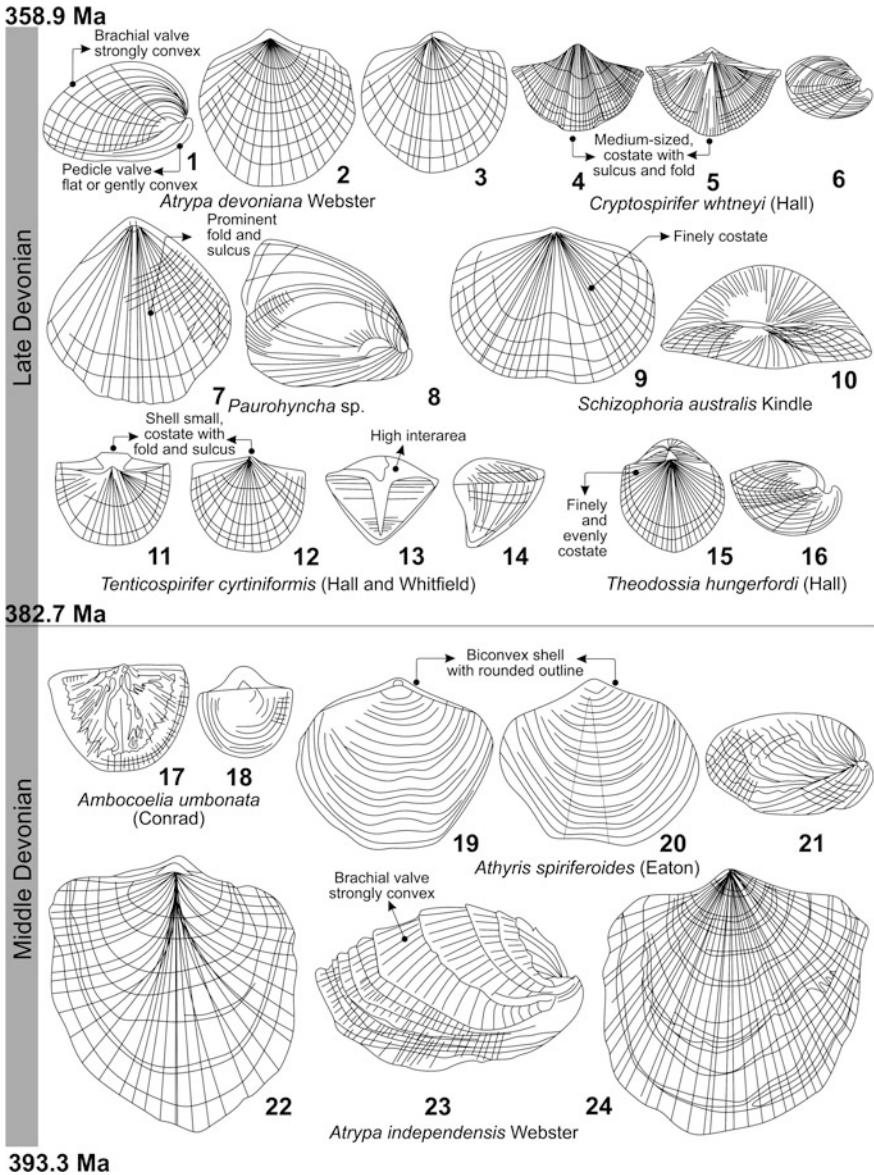 358.9 Ma
Late Devonian
Brachial valve
strongly convex
Pedicle valve
flat or gently convex
1
2
3
Atrypa devoniana Webster
Medium-sized,
costate with
sulcus and fold
4
5
6
Cryptospirifer whtneyi (Hall)
Prominent
fold and
sulcus
7
8
Paurohyncha sp.
Finely costate
9
10
Schizophoria australis Kindle
Shell small,
costate with
fold and sulcus
High interarea
11
12
13
14
Tenticospirifer cyrtiniformis (Hall and Whitfield)
Finely
and
evenly
costate
15
16
Theodossia hungerfordi (Hall)
382.7 Ma
Middle Devonian
17
18
Ambocoelia umbonata
(Conrad)
Biconvex shell
with rounded outline
19
20
21
Athyris spiriferoides (Eaton)
Brachial valve
strongly convex
22
23
24
Atrypa independensis Webster
393.3 Ma